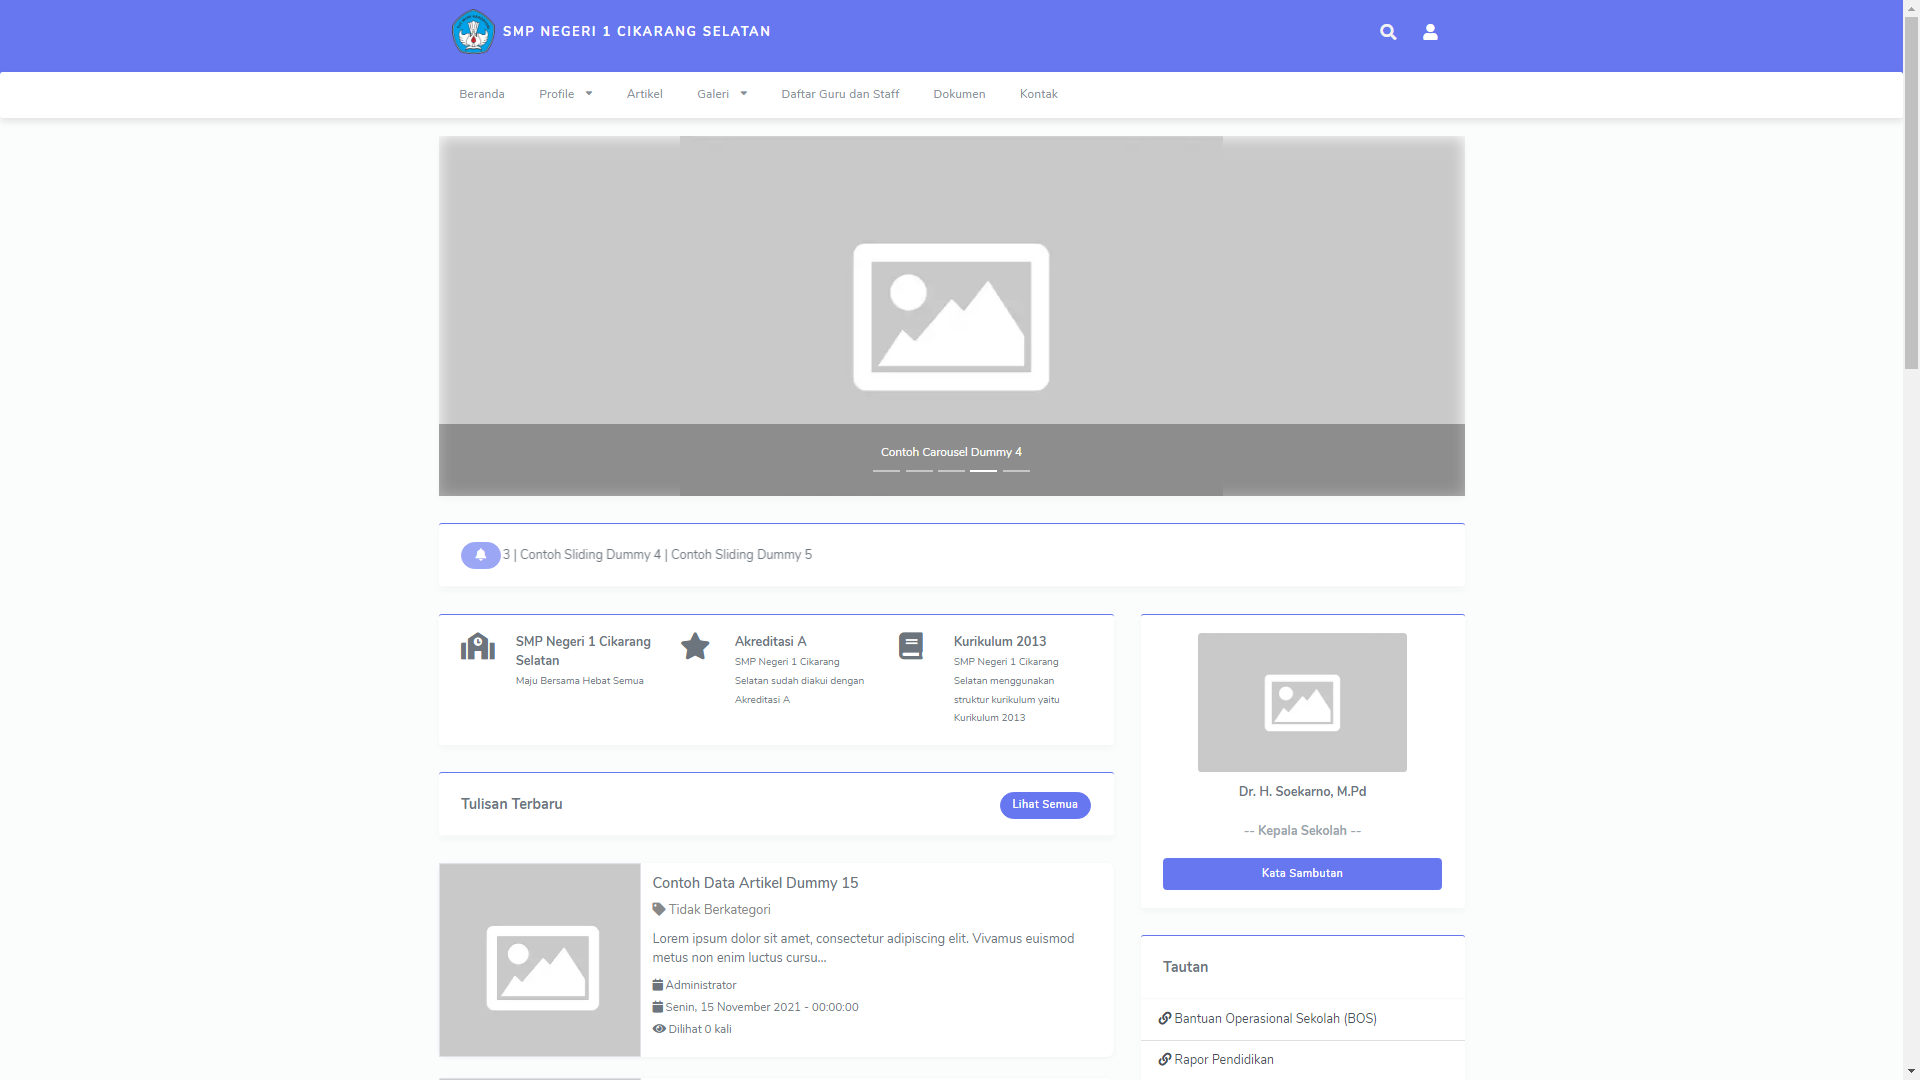 SMP NEGERI 1 CIKARANG SELATAN
Beranda
Profile
Artikel
Galeri
Daftar Guru dan Staff
Dokumen
Kontak
Contoh Carousel Dummy 4
3 | Contoh Sliding Dummy 4 | Contoh Sliding Dummy 5
SMP Negeri 1 Cikarang
Selatan
Maju Bersama Hebat Semua
Akreditasi A
SMP Negeri 1 Cikarang
Selatan sudah diakui dengan
Akreditasi A
Kurikulum 2013
SMP Negeri 1 Cikarang
Selatan menggunakan
struktur kurikulum yaitu
Kurikulum 2013
Tulisan Terbaru
Lihat Semua
Contoh Data Artikel Dummy 15
Tidak Berkategori
Lorem ipsum dolor sit amet, consectetur adipiscing elit. Vivamus euismod
metus non enim luctus cursu...
Administrator
Senin, 15 November 2021 - 00:00:00
Dilihat 0 kali
Dr. H. Soekarno, M.Pd
-- Kepala Sekolah --
Kata Sambutan
Tautan
Bantuan Operasional Sekolah (BOS)
Rapor Pendidikan